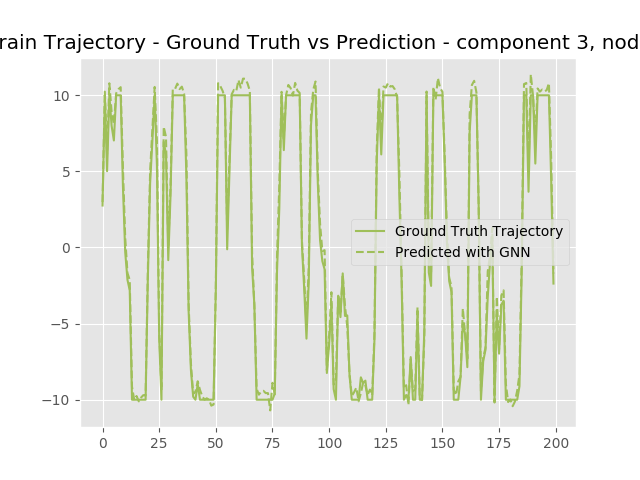 rain Trajectory - Ground Truth vs Prediction - component 3, nod
10
5
0
−5
−10
Ground Truth Trajectory
Predicted with GNN
0 25 50 75 100 125 150 175 200